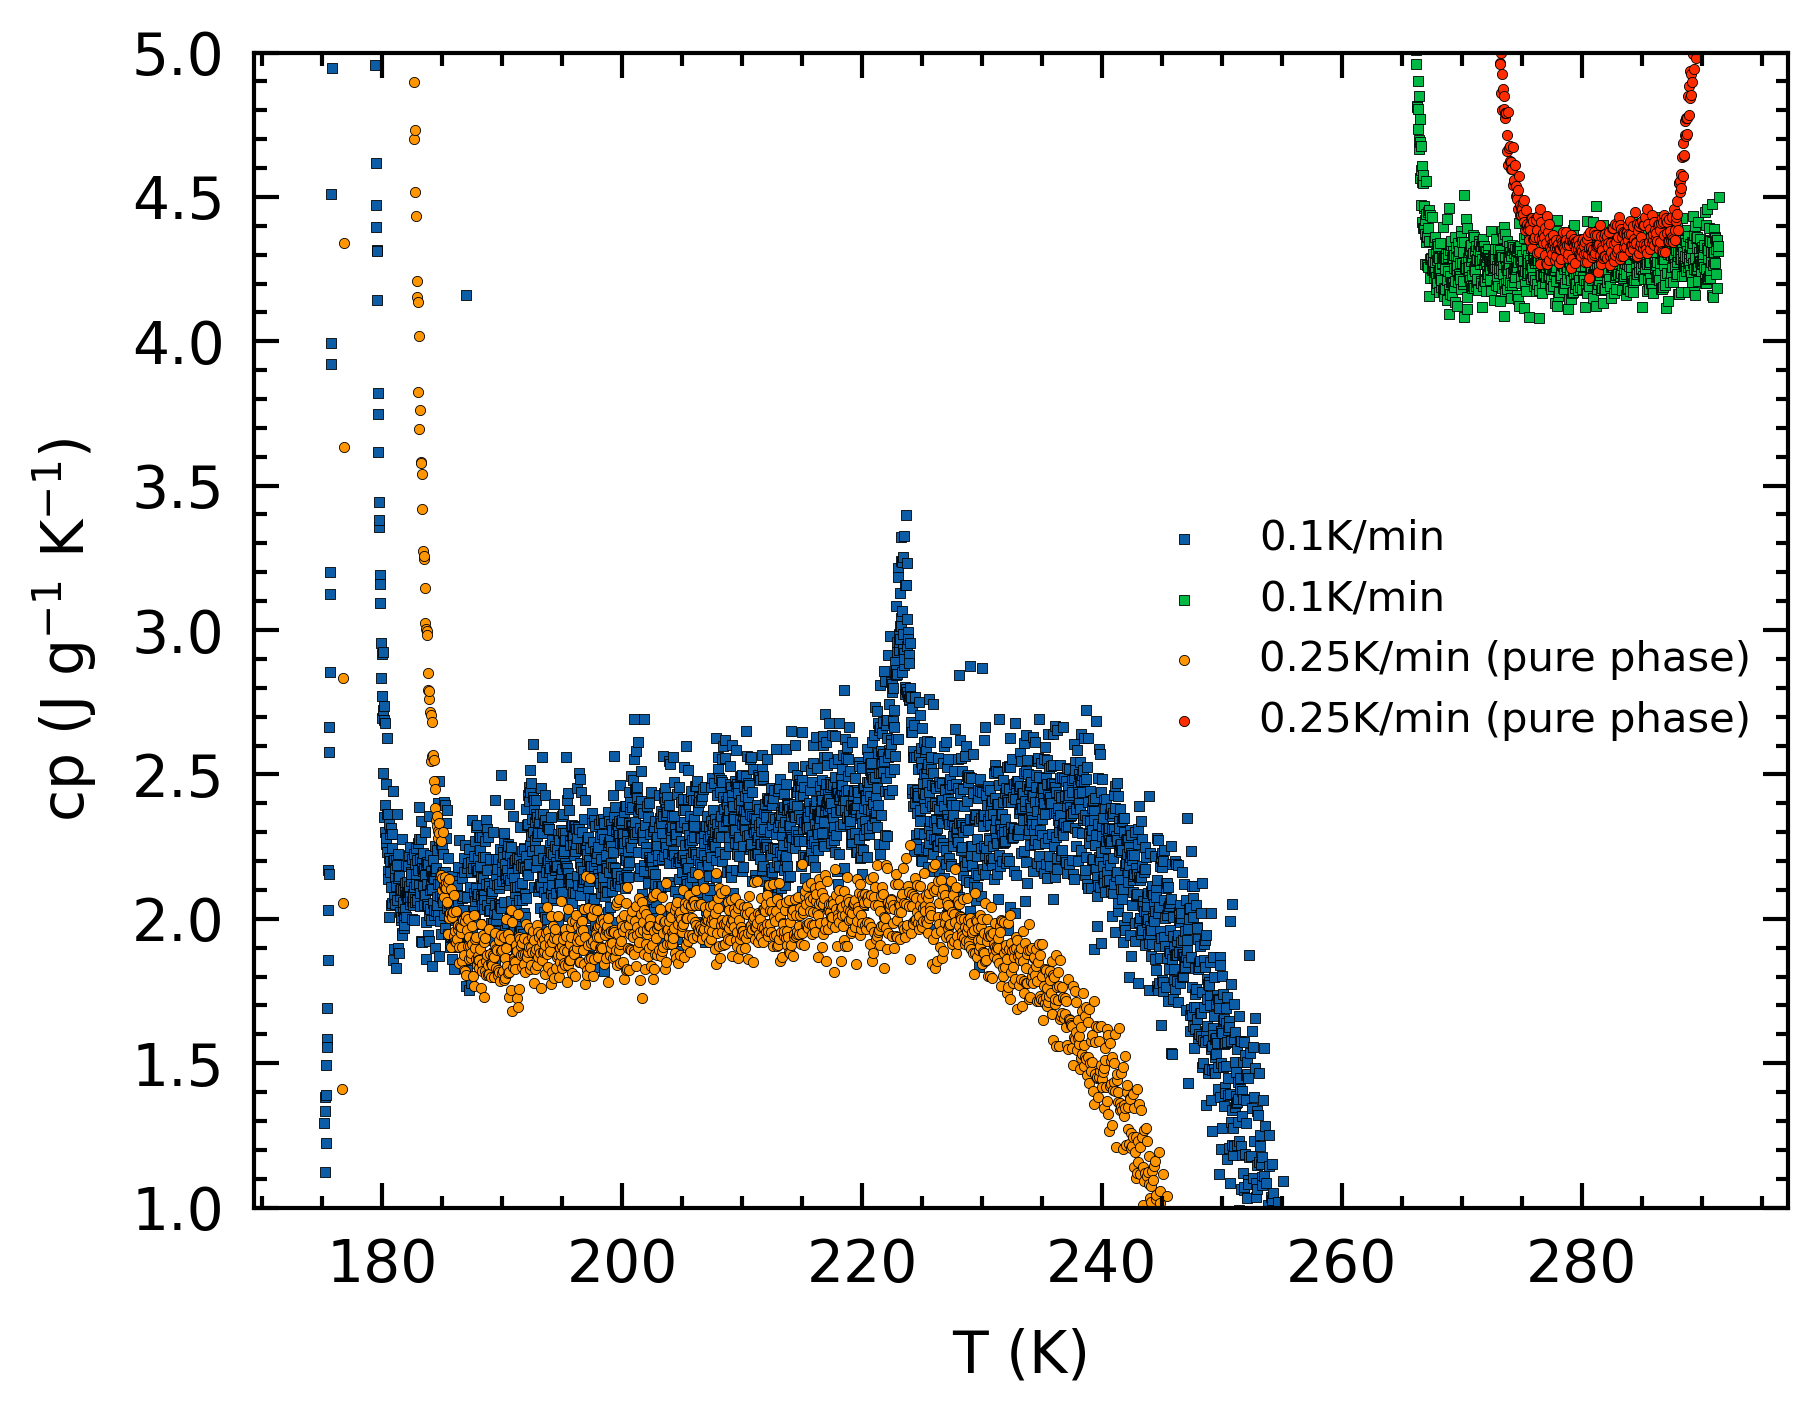 5.0
4.5
4.0
3.5
3.0
2.5
2.0
1.5
1.0
cp (J g⁻¹ K⁻¹)
0.1K/min
0.1K/min
0.25K/min (pure phase)
0.25K/min (pure phase)
180 200 220 240 260 280
T (K)